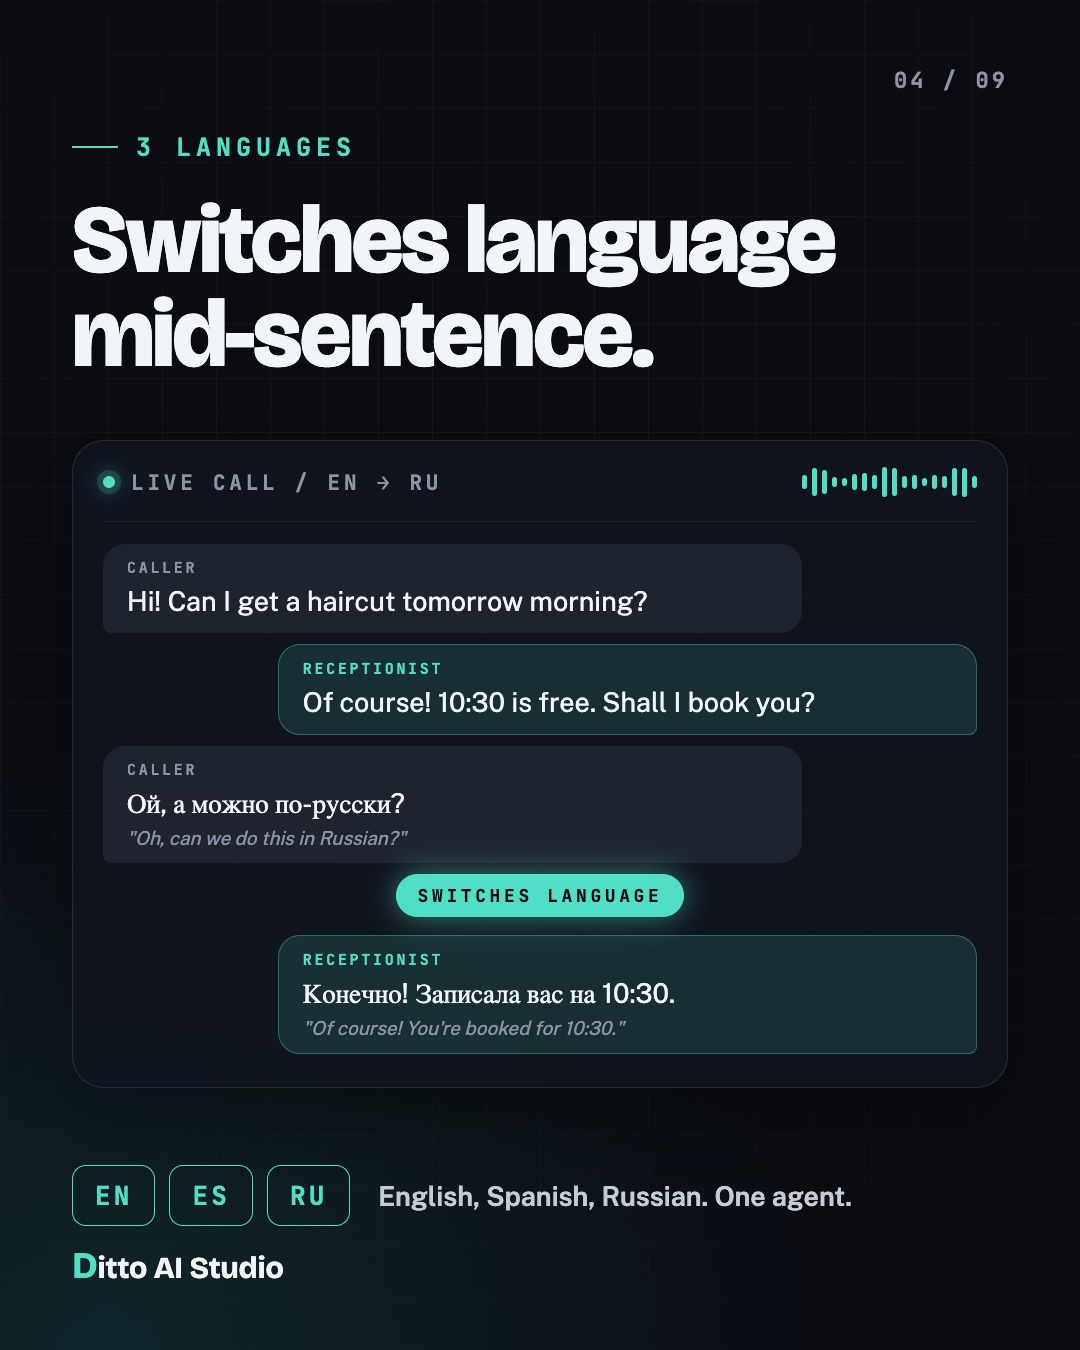 04 / 09
3 LANGUAGES
Switches language
mid-sentence.
LIVE CALL / EN → RU
CALLER
Hi! Can I get a haircut tomorrow morning?
RECEPTIONIST
Of course! 10:30 is free. Shall I book you?
CALLER
Ой, а можно по-русски?
"Oh, can we do this in Russian?"
SWITCHES LANGUAGE
RECEPTIONIST
Конечно! Записала вас на 10:30.
"Of course! You're booked for 10:30."
EN ES RU English, Spanish, Russian. One agent.
Ditto AI Studio